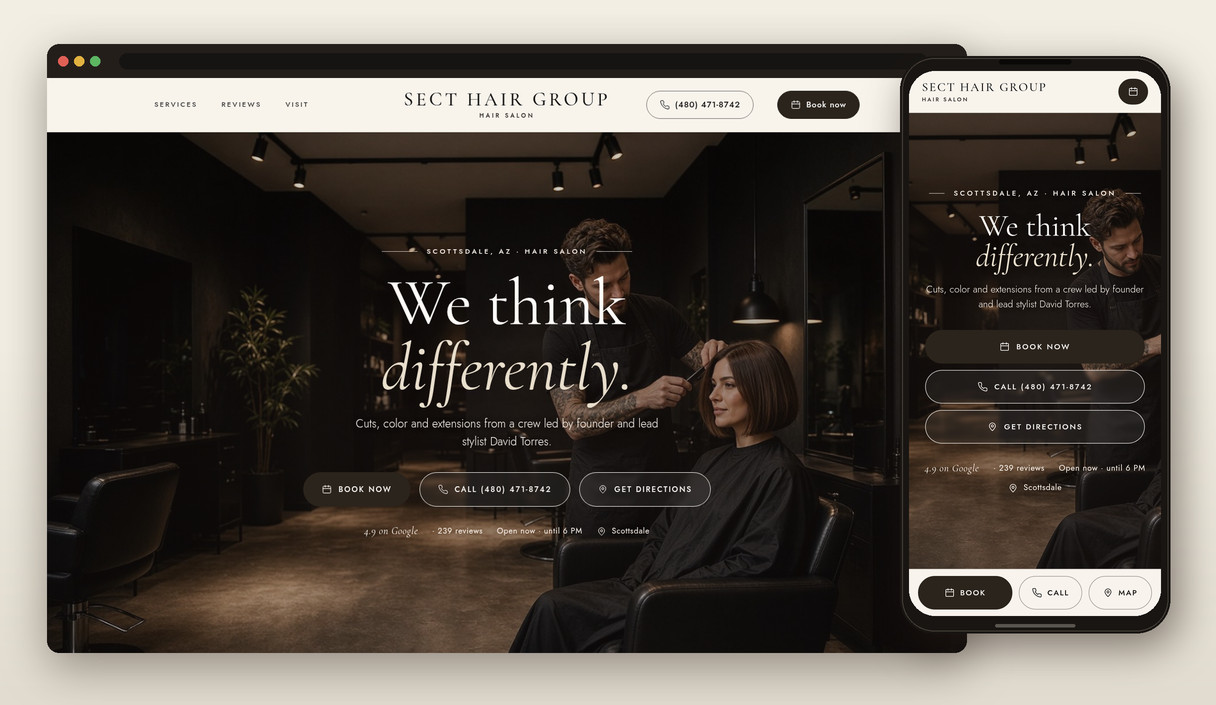 SERVICES REVIEWS VISIT
SECT HAIR GROUP
HAIR SALON
(480) 471-8742
Book now
SCOTTSDALE, AZ · HAIR SALON
We think
differently.
Cuts, color and extensions from a crew led by founder and lead
stylist David Torres.
BOOK NOW
CALL (480) 471-8742
GET DIRECTIONS
4.9 on Google · 239 reviews Open now · until 6 PM Scottsdale
SECT HAIR GROUP
HAIR SALON
SCOTTSDALE, AZ · HAIR SALON
We think
differently.
Cuts, color and extensions from a crew led by founder
and lead stylist David Torres.
BOOK NOW
CALL (480) 471-8742
GET DIRECTIONS
4.9 on Google · 239 reviews Open now · until 6 PM
Scottsdale
BOOK CALL MAP